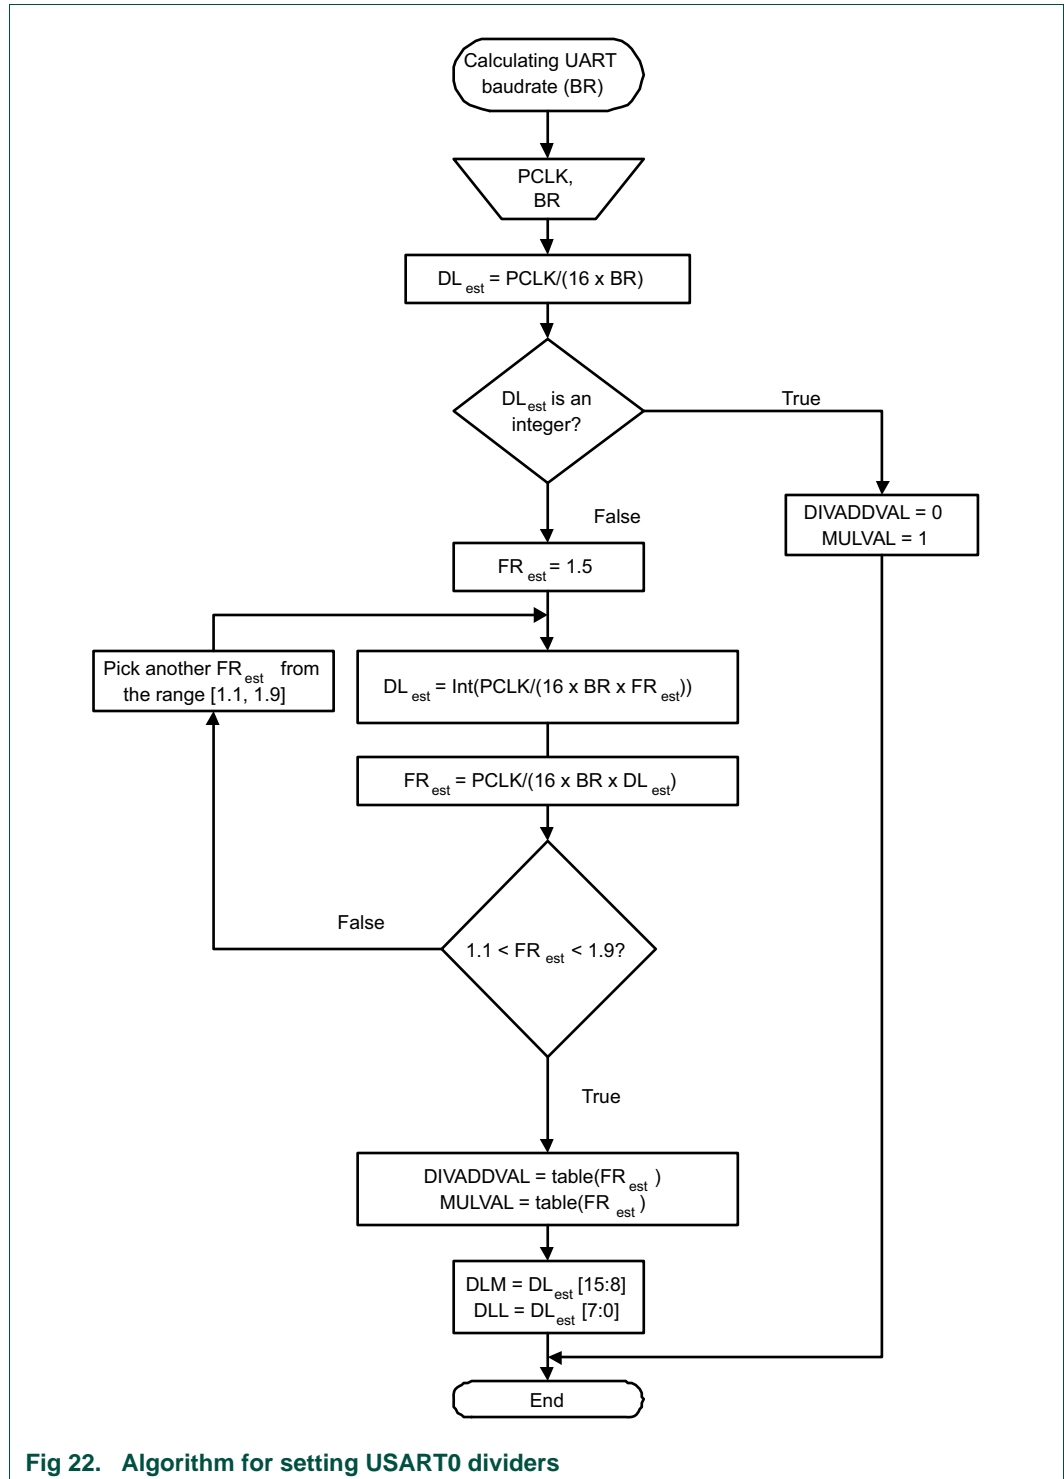 Calculating UART
baudrate (BR)
PCLK,
BR
DL est = PCLK/(16 x BR)
DL est is an
integer?
True
False
DIVADDVAL = 0
MULVAL = 1
FR est = 1.5
Pick another FR est from
the range [1.1, 1.9]
DL est = Int(PCLK/(16 x BR x FR est))
FR est = PCLK/(16 x BR x DL est)
False
1.1 < FR est < 1.9?
True
DIVADDVAL = table(FR est )
MULVAL = table(FR est )
DLM = DL est [15:8]
DLL = DL est [7:0]
End
Fig 22. Algorithm for setting USART0 dividers